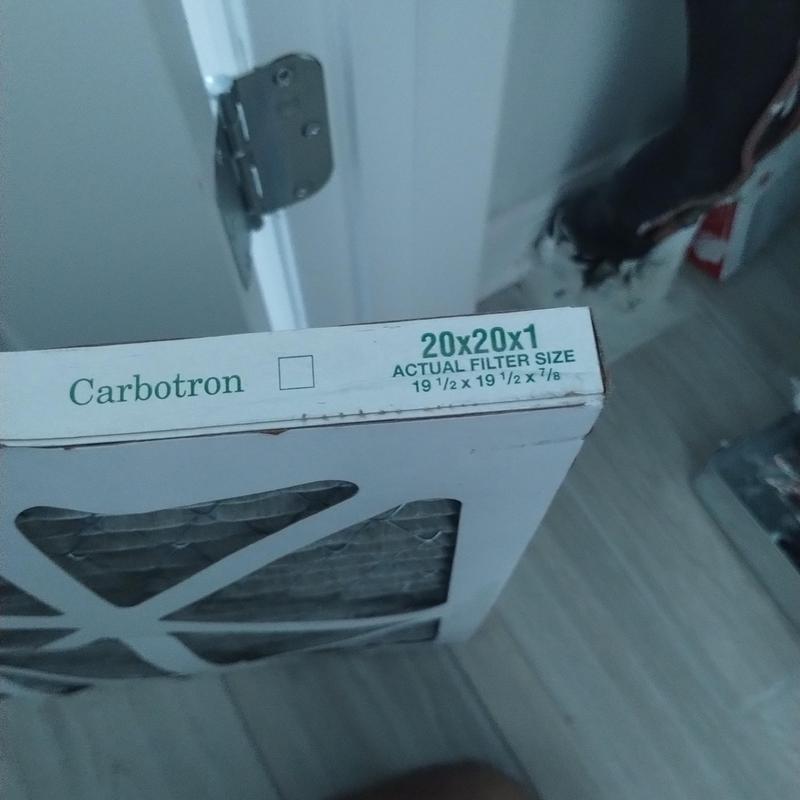 Carbotron
20x20x1
ACTUAL FILTER SIZE
19 1/2 x 19 1/2 x 7/8